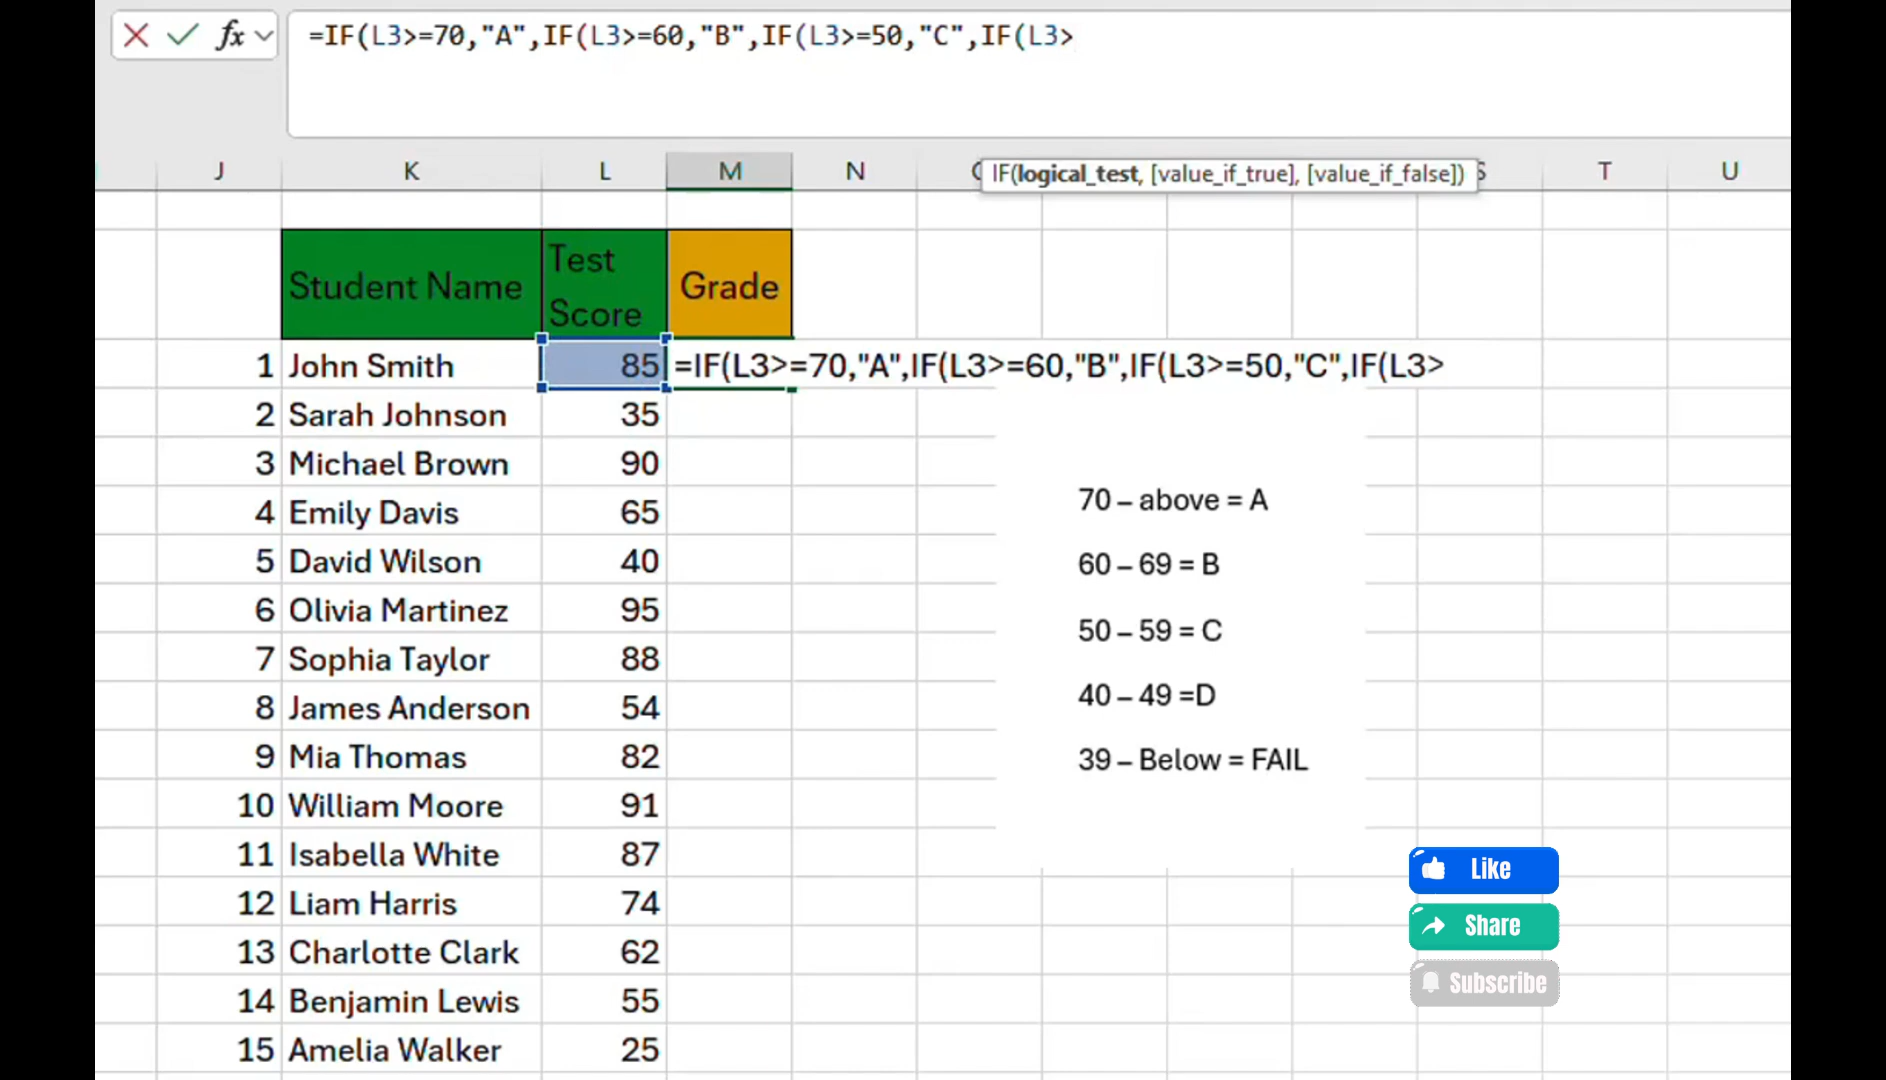 fx
=IF(L3>=70,"A",IF(L3>=60,"B",IF(L3>=50,"C",IF(L3>
J K L M N S T U
IF(logical_test, [value_if_true], [value_if_false])
Student Name Test Score Grade
1 John Smith 85 =IF(L3>=70,"A",IF(L3>=60,"B",IF(L3>=50,"C",IF(L3>
2 Sarah Johnson 35
3 Michael Brown 90
4 Emily Davis 65
5 David Wilson 40
6 Olivia Martinez 95
7 Sophia Taylor 88
8 James Anderson 54
9 Mia Thomas 82
10 William Moore 91
11 Isabella White 87
12 Liam Harris 74
13 Charlotte Clark 62
14 Benjamin Lewis 55
15 Amelia Walker 25
70 – above = A
60 – 69 = B
50 – 59 = C
40 – 49 =D
39 – Below = FAIL
Like
Share
Subscribe